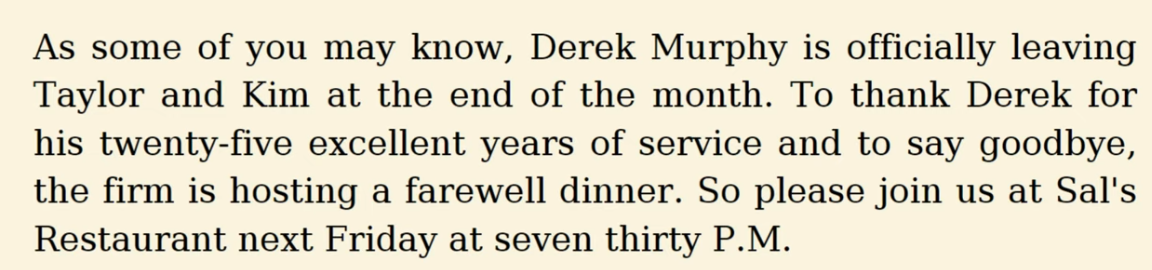 As some of you may know, Derek Murphy is officially leaving
Taylor and Kim at the end of the month. To thank Derek for
his twenty-five excellent years of service and to say goodbye,
the firm is hosting a farewell dinner. So please join us at Sal's
Restaurant next Friday at seven thirty P.M.